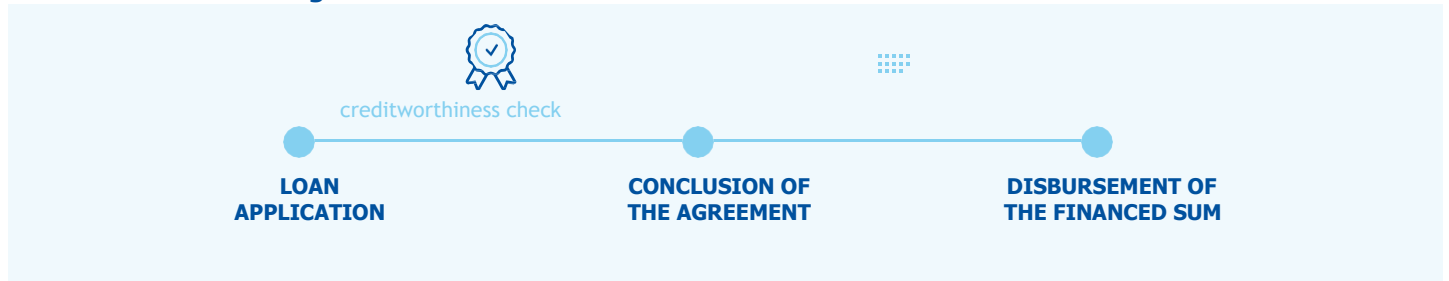 creditworthiness check
LOAN
APPLICATION
CONCLUSION OF
THE AGREEMENT
DISBURSEMENT OF
THE FINANCED SUM